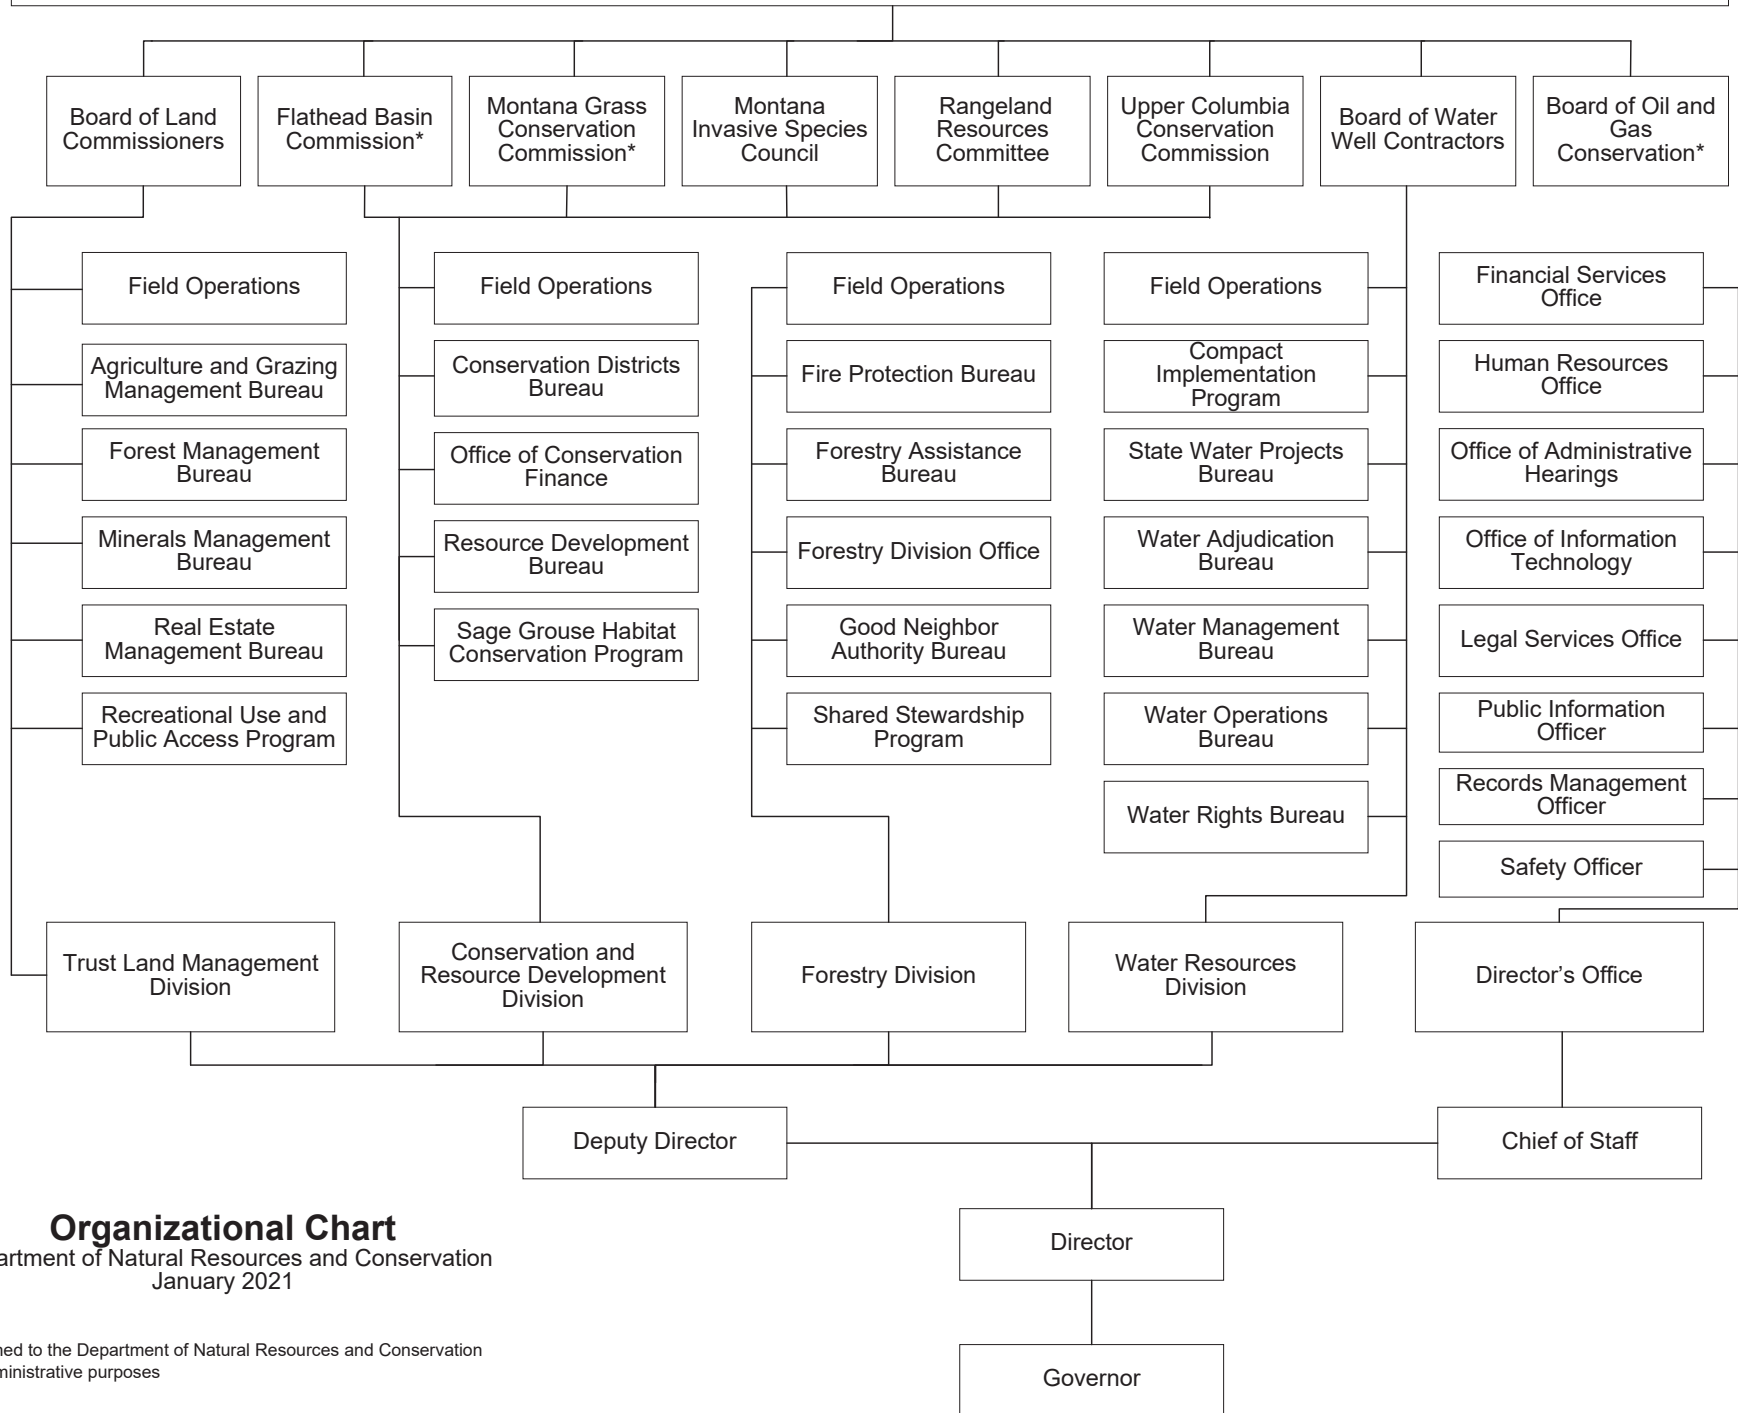 Board of Land
Commissioners
Flathead Basin
Commission*
Montana Grass
Conservation
Commission*
Montana
Invasive Species
Council
Rangeland
Resources
Committee
Upper Columbia
Conservation
Commission
Board of Water
Well Contractors
Board of Oil and
Gas
Conservation*
Field Operations
Agriculture and Grazing
Management Bureau
Forest Management
Bureau
Minerals Management
Bureau
Real Estate
Management Bureau
Recreational Use and
Public Access Program
Field Operations
Conservation Districts
Bureau
Office of Conservation
Finance
Resource Development
Bureau
Sage Grouse Habitat
Conservation Program
Field Operations
Fire Protection Bureau
Forestry Assistance
Bureau
Forestry Division Office
Good Neighbor
Authority Bureau
Shared Stewardship
Program
Field Operations
Compact
Implementation
Program
State Water Projects
Bureau
Water Adjudication
Bureau
Water Management
Bureau
Water Operations
Bureau
Water Rights Bureau
Financial Services
Office
Human Resources
Office
Office of Administrative
Hearings
Office of Information
Technology
Legal Services Office
Public Information
Officer
Records Management
Officer
Safety Officer
Trust Land Management
Division
Conservation and
Resource Development
Division
Forestry Division
Water Resources
Division
Director’s Office
Deputy Director
Chief of Staff
Director
Governor
Organizational Chart
artment of Natural Resources and Conservation
January 2021
ned to the Department of Natural Resources and Conservation
ministrative purposes